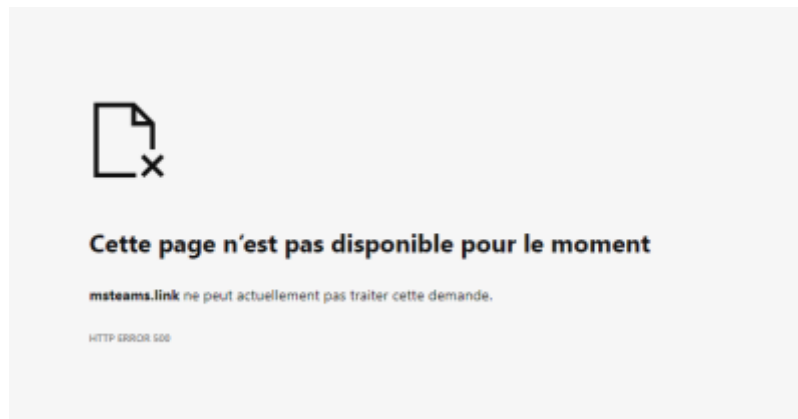 Cette page n’est pas disponible pour le moment
msteams.link ne peut actuellement pas traiter cette demande.
HTTP ERROR 500